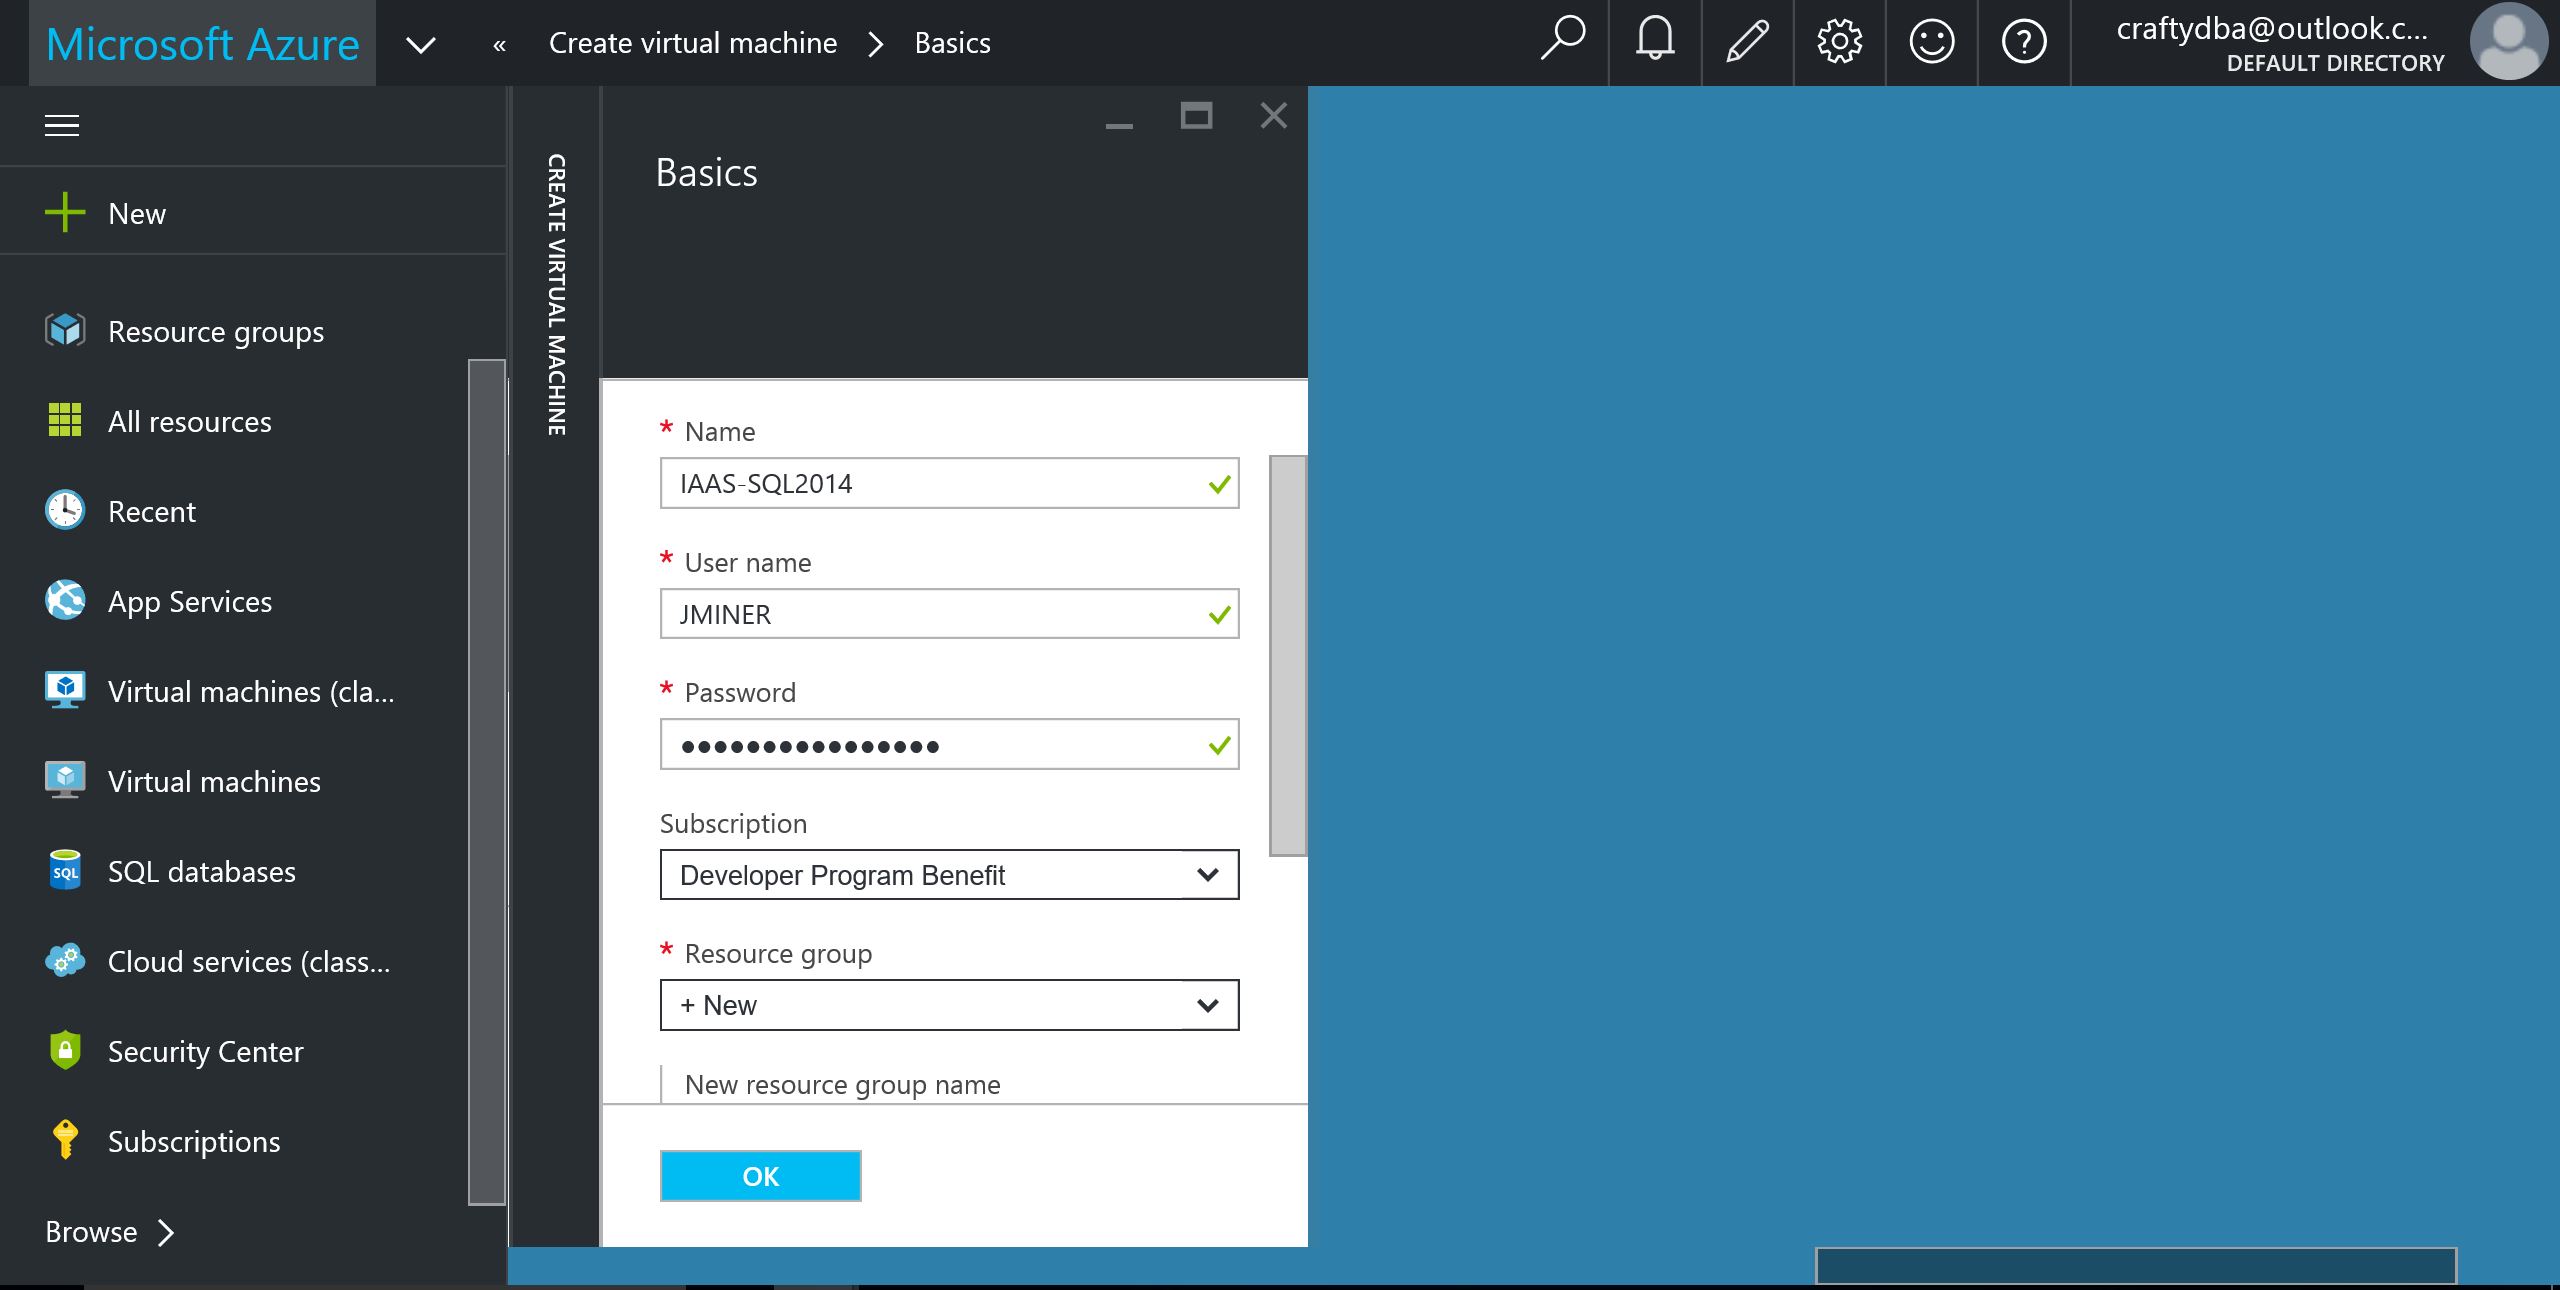 Microsoft Azure
« Create virtual machine > Basics
craftydba@outlook.c...
DEFAULT DIRECTORY
New
Resource groups
All resources
Recent
App Services
Virtual machines (cla...
Virtual machines
SQL databases
SQL
Cloud services (class...
Security Center
Subscriptions
Browse >
CREATE VIRTUAL MACHINE
Basics
* Name
IAAS-SQL2014
* User name
JMINER
* Password
●●●●●●●●●●●●●●●●
Subscription
Developer Program Benefit
* Resource group
+ New
New resource group name
OK